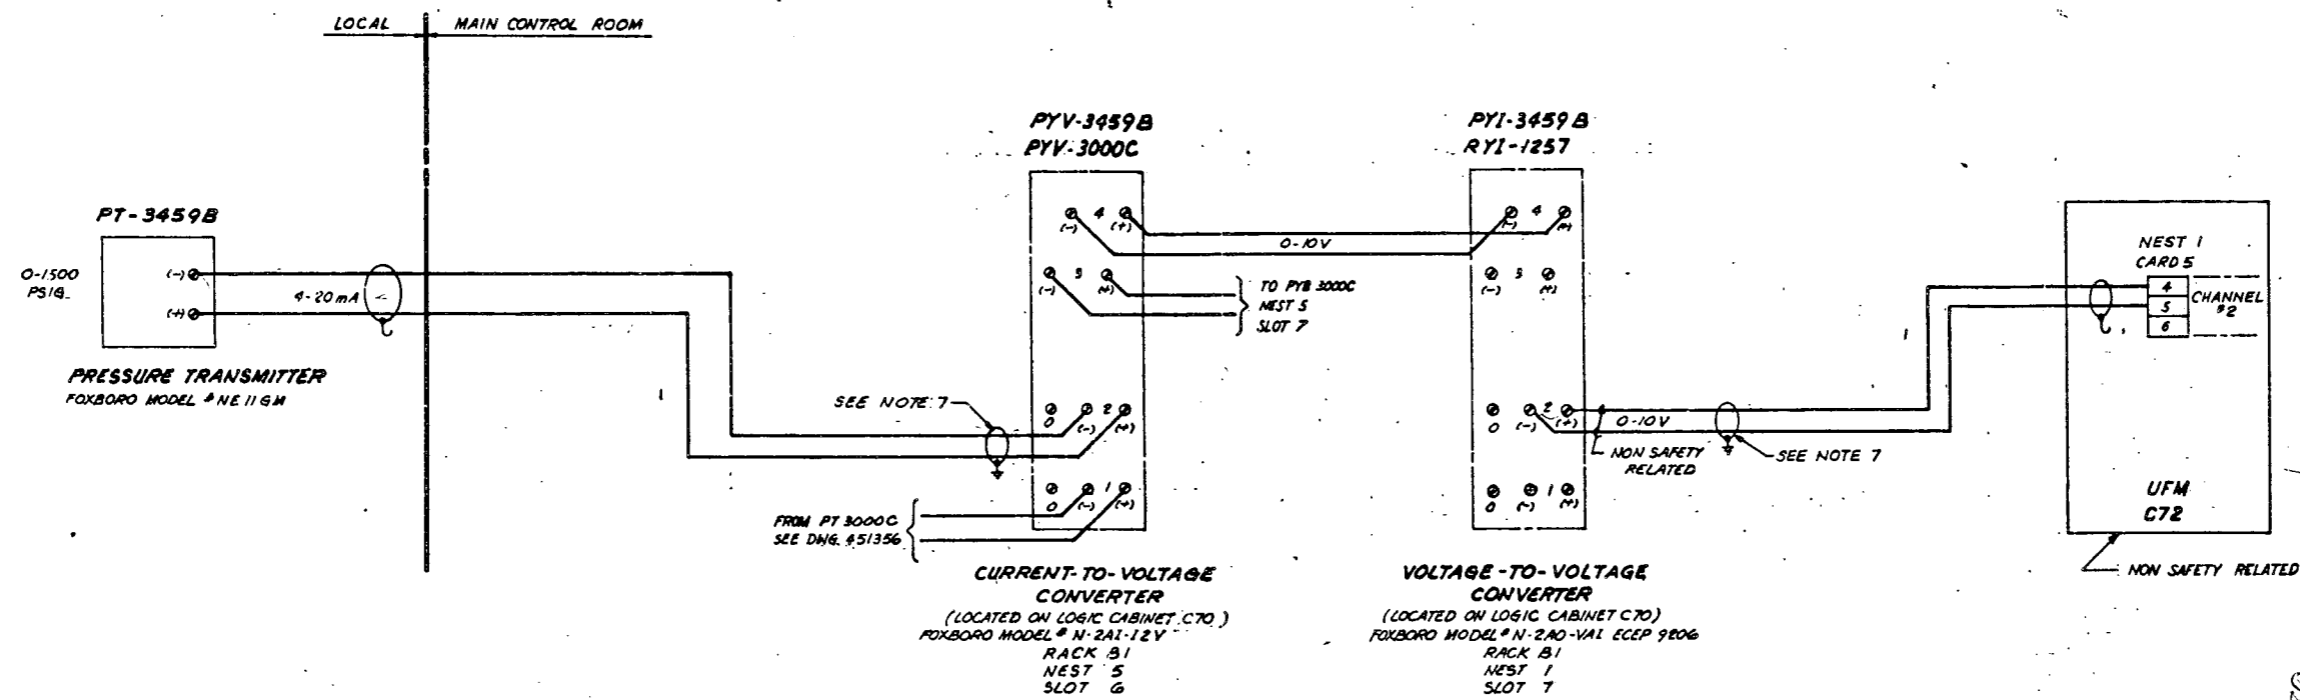 LOCAL
MAIN CONTROL ROOM
PT-3459B
0-1500
PSIG
(-)
(+)
4-20mA
PRESSURE TRANSMITTER
FOXBORO MODEL # NE11GM
SEE NOTE 7
FROM PT 3000C
SEE DWG. 451356
PYV-3459B
PYV-3000C
4
(-) (+)
3
(-) (+)
2
0 (-) (+)
1
0 (-) (+)
0-10V
TO PYB 3000C
NEST 5
SLOT 7
CURRENT-TO-VOLTAGE
CONVERTER
(LOCATED ON LOGIC CABINET C70)
FOXBORO MODEL # N-2AI-I2V
RACK B1
NEST 5
SLOT 6
PYI-3459B
RYI-1257
4
(-) (+)
3
(-) (+)
2
0 (-) (+)
1
0 (-) (+)
0-10V
NON SAFETY
RELATED
SEE NOTE 7
VOLTAGE-TO-VOLTAGE
CONVERTER
(LOCATED ON LOGIC CABINET C70)
FOXBORO MODEL # N-2AO-VAI ECEP 9206
RACK B1
NEST 1
SLOT 7
NEST 1
CARD 5
4
5
6
CHANNEL
#2
UFM
C72
NON SAFETY RELATED